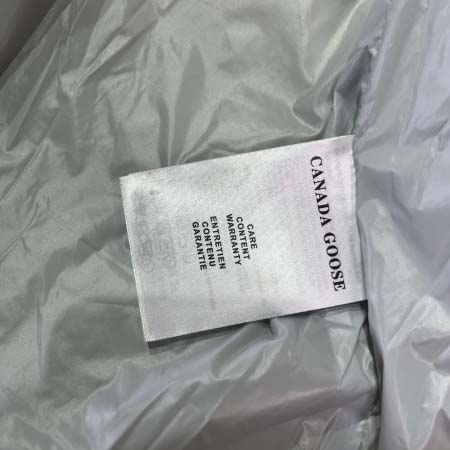 CANADA GOOSE
CARE
CONTENT
WARRANTY
ENTRETIEN
CONTENU
GARANTIE